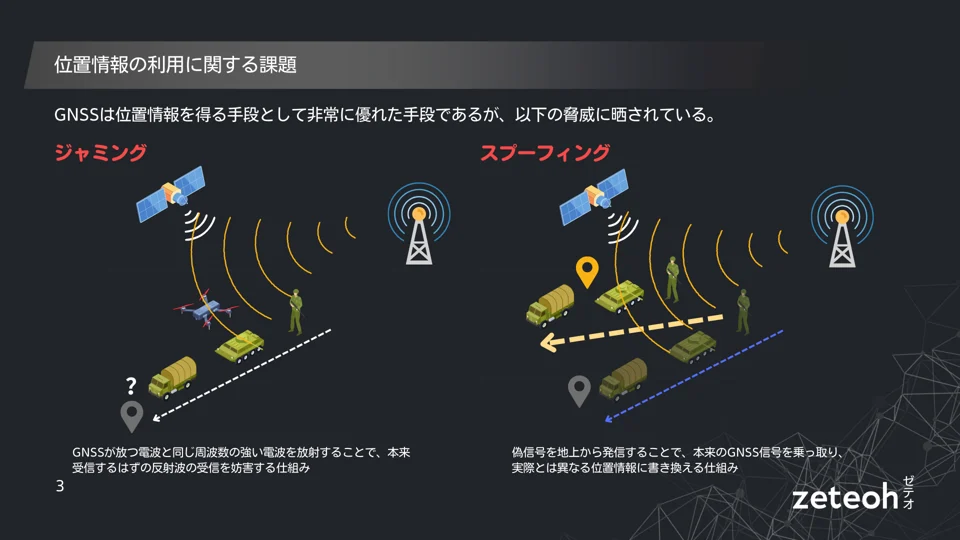 位置情報の利用に関する課題
GNSSは位置情報を得る手段として非常に優れた手段であるが、以下の脅威に晒されている。
ジャミング
スプーフィング
?
GNSSが放つ電波と同じ周波数の強い電波を放射することで、本来
受信するはずの反射波の受信を妨害する仕組み
偽信号を地上から発信することで、本来のGNSS信号を乗っ取り、
実際とは異なる位置情報に書き換える仕組み
3
zeteoh ゼテオ